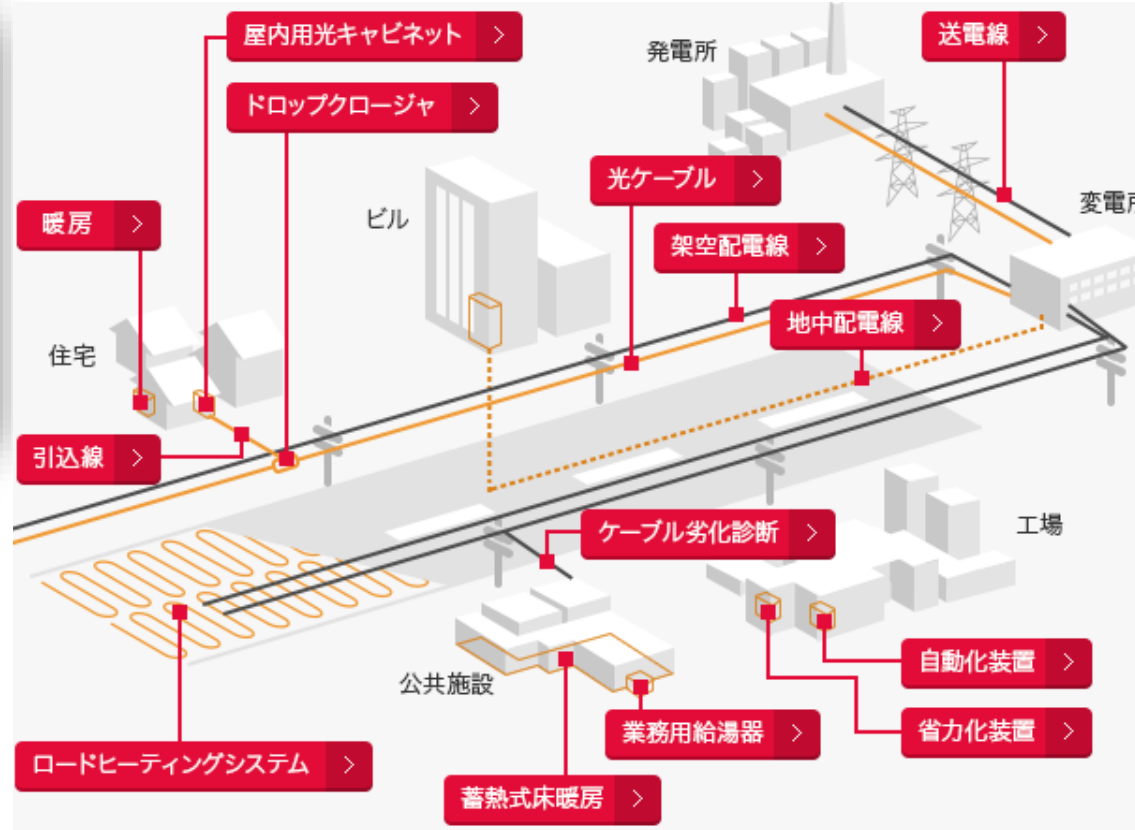 屋内用光キャビネット
送電線
発電所
ドロップクロージャ
光ケーブル
暖房
ビル
変電所
架空配電線
地中配電線
住宅
引込線
ケーブル劣化診断
工場
自動化装置
公共施設
業務用給湯器
省力化装置
ロードヒーティングシステム
蓄熱式床暖房